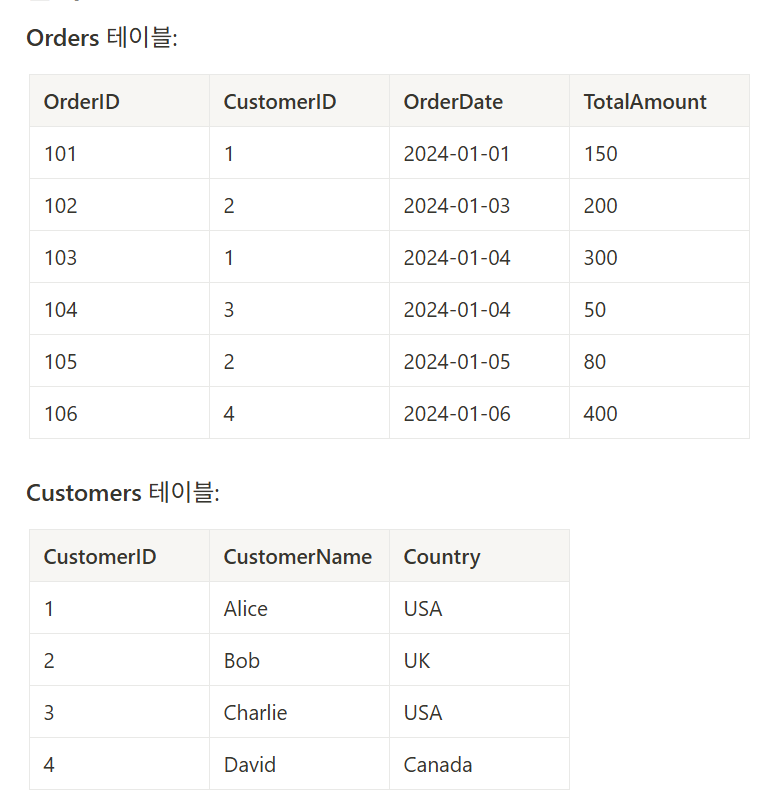 Orders 테이블:
OrderID CustomerID OrderDate TotalAmount
101 1 2024-01-01 150
102 2 2024-01-03 200
103 1 2024-01-04 300
104 3 2024-01-04 50
105 2 2024-01-05 80
106 4 2024-01-06 400
Customers 테이블:
CustomerID CustomerName Country
1 Alice USA
2 Bob UK
3 Charlie USA
4 David Canada